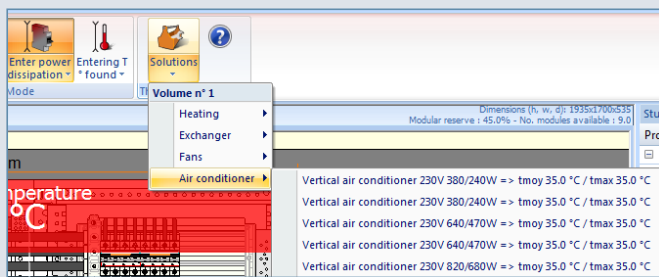 Enter power
dissipation
Entering T
° found
Solutions
Mode
Th
Volume n° 1
Heating
Exchanger
Fans
Air conditioner
Dimensions (h, w, d): 1935x1700x535
Modular reserve : 45.0% - No. modules available : 9.0
Stu
Pro
m
nperature
°C
Vertical air conditioner 230V 380/240W => tmoy 35.0 °C / tmax 35.0 °C
Vertical air conditioner 230V 380/240W => tmoy 35.0 °C / tmax 35.0 °C
Vertical air conditioner 230V 640/470W => tmoy 35.0 °C / tmax 35.0 °C
Vertical air conditioner 230V 640/470W => tmoy 35.0 °C / tmax 35.0 °C
Vertical air conditioner 230V 820/680W => tmoy 35.0 °C / tmax 35.0 °C